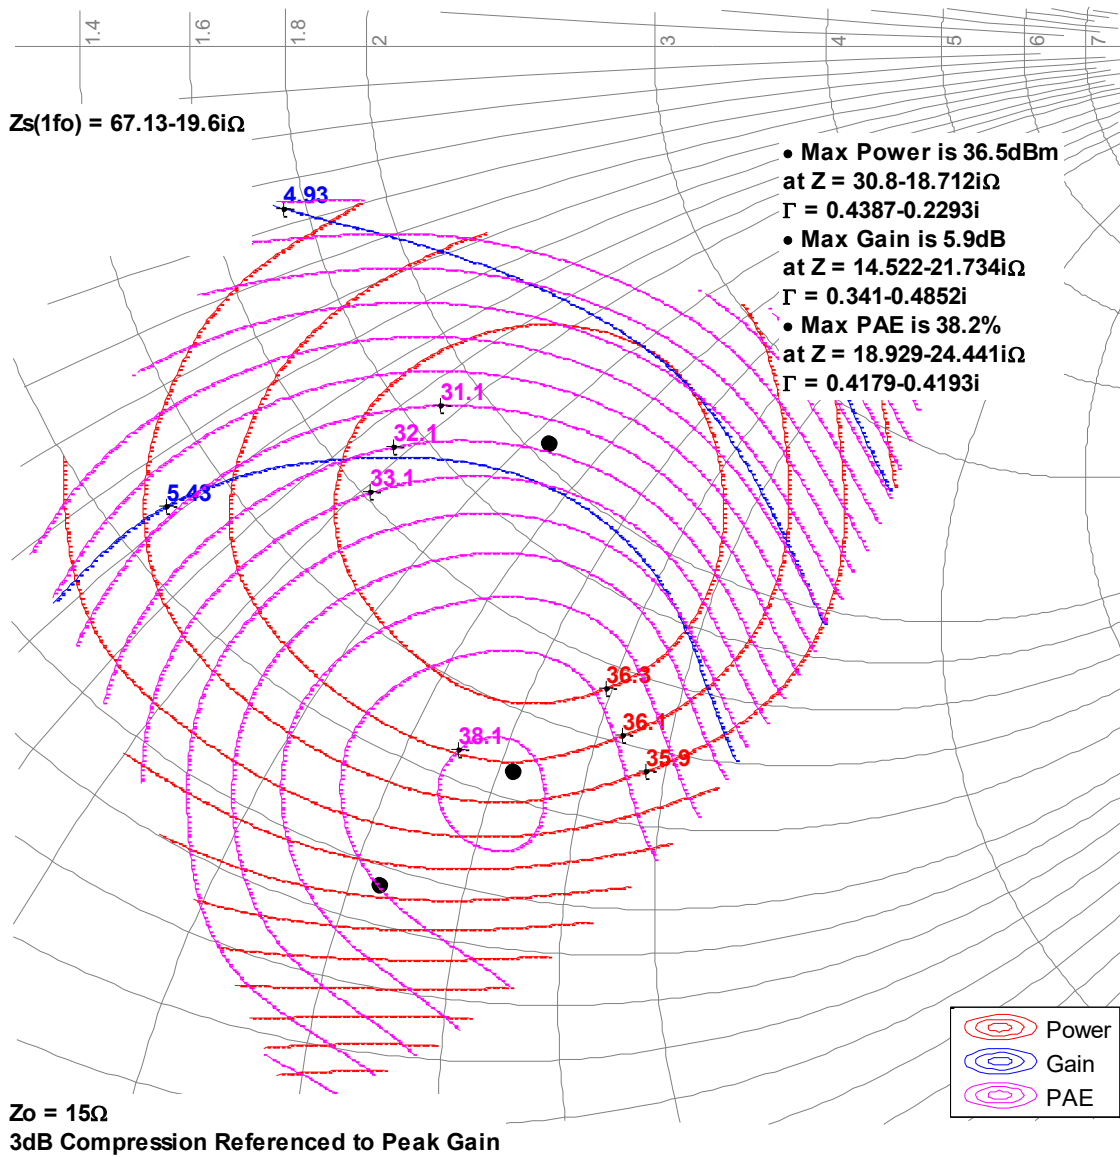 1.4
1.6
1.8
2
3
4
5
6
7
Zs(1fo) = 67.13-19.6iΩ
• Max Power is 36.5dBm
at Z = 30.8-18.712iΩ
Γ = 0.4387-0.2293i
• Max Gain is 5.9dB
at Z = 14.522-21.734iΩ
Γ = 0.341-0.4852i
• Max PAE is 38.2%
at Z = 18.929-24.441iΩ
Γ = 0.4179-0.4193i
4.93
31.1
32.1
33.1
5.43
36.3
36.1
38.1
35.9
Power
Gain
PAE
Zo = 15Ω
3dB Compression Referenced to Peak Gain